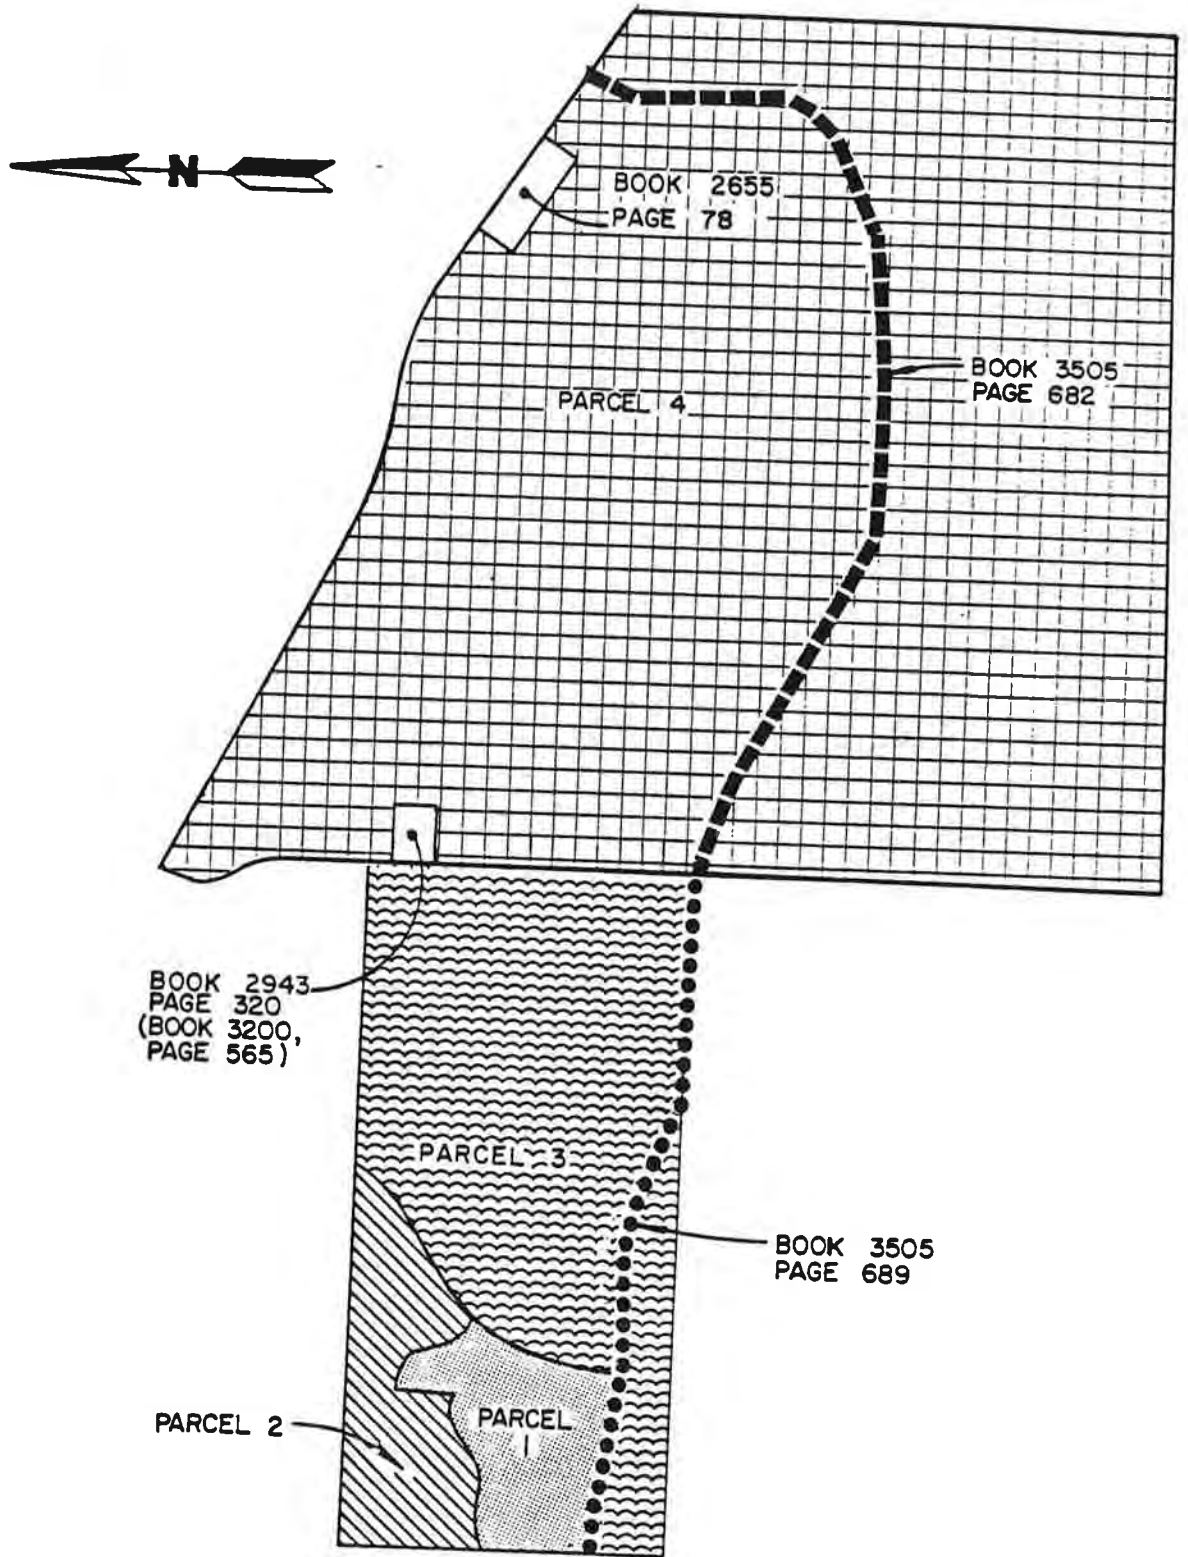 N
BOOK 2655
PAGE 78
BOOK 3505
PAGE 682
PARCEL 4
BOOK 2943
PAGE 320
(BOOK 3200,
PAGE 565)
PARCEL 3
BOOK 3505
PAGE 689
PARCEL 2
PARCEL
1